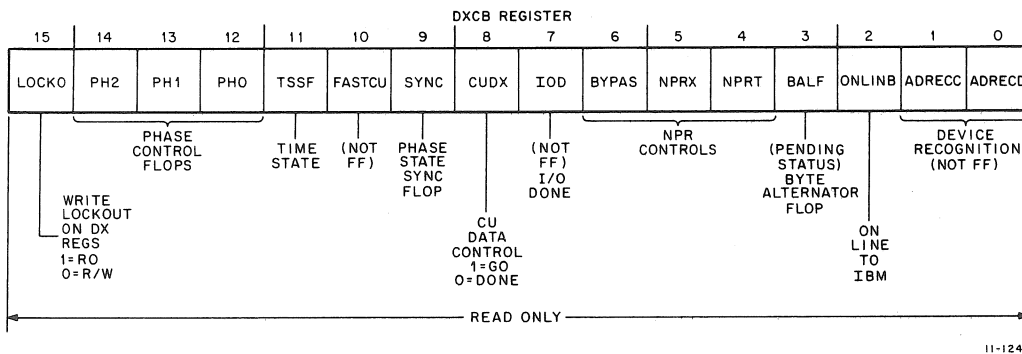 DXCB REGISTER
15 14 13 12 11 10 9 8 7 6 5 4 3 2 1 0
LOCKO PH2 PH1 PH0 TSSF FASTCU SYNC CUDX IOD BYPAS NPRX NPRT BALF ONLINB ADRECC ADRECD
PHASE
CONTROL
FLOPS
TIME
STATE
(NOT
FF)
PHASE
STATE
SYNC
FLOP
(NOT
FF)
I/O
DONE
NPR
CONTROLS
(PENDING
STATUS)
BYTE
ALTERNATOR
FLOP
DEVICE
RECOGNITION
(NOT FF)
WRITE
LOCKOUT
ON DX
REGS
1=RO
0=R/W
CU
DATA
CONTROL
1=GO
0=DONE
ON
LINE
TO
IBM
READ ONLY
11-124